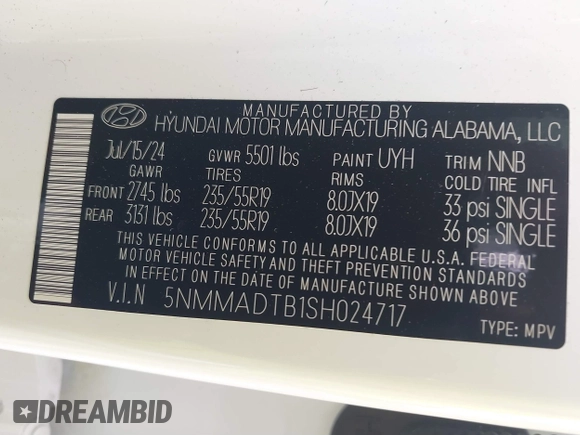 MANUFACTURED BY
HYUNDAI MOTOR MANUFACTURING ALABAMA, LLC
Jul/15/24 GVWR 5501 lbs PAINT UYH TRIM NNB
GAWR TIRES RIMS COLD TIRE INFL
FRONT 2745 lbs 235/55R19 8.0JX19 33 psi SINGLE
REAR 3131 lbs 235/55R19 8.0JX19 36 psi SINGLE
THIS VEHICLE CONFORMS TO ALL APPLICABLE U.S.A. FEDERAL
MOTOR VEHICLE SAFETY AND THEFT PREVENTION STANDARDS
IN EFFECT ON THE DATE OF MANUFACTURE SHOWN ABOVE
V.I.N 5NMMADTB1SH024717
TYPE: MPV
DREAMBID